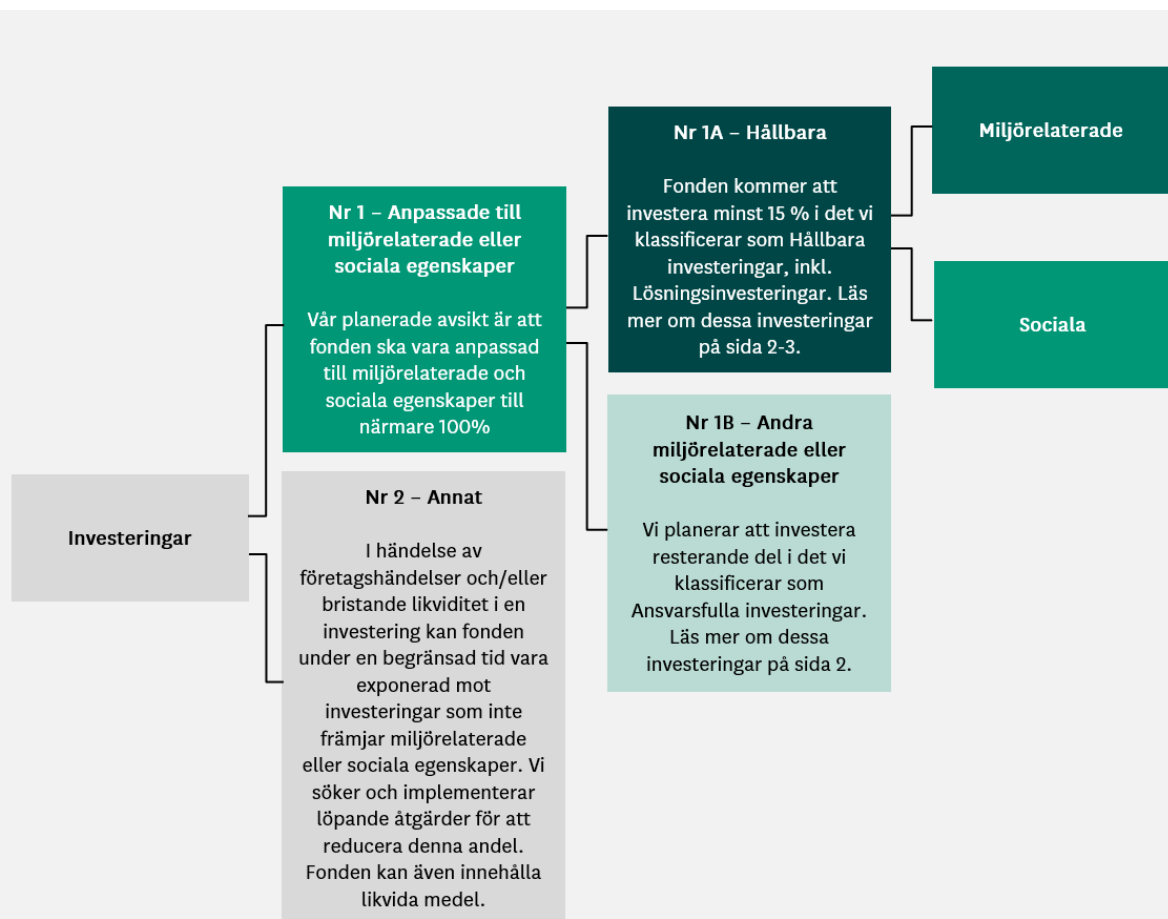 Investeringar
Nr 1 – Anpassade till
miljörelaterade eller
sociala egenskaper
Vår planerade avsikt är att
fonden ska vara anpassad
till miljörelaterade och
sociala egenskaper till
närmare 100%
Nr 2 – Annat
I händelse av
företagshändelser och/eller
bristande likviditet i en
investering kan fonden
under en begränsad tid vara
exponerad mot
investeringar som inte
främjar miljörelaterade
eller sociala egenskaper. Vi
söker och implementerar
löpande åtgärder för att
reducera denna andel.
Fonden kan även innehålla
likvida medel.
Nr 1A – Hållbara
Fonden kommer att
investera minst 15 % i det vi
klassificerar som Hållbara
investeringar, inkl.
Lösningsinvesteringar. Läs
mer om dessa investeringar
på sida 2-3.
Nr 1B – Andra
miljörelaterade eller
sociala egenskaper
Vi planerar att investera
resterande del i det vi
klassificerar som
Ansvarsfulla investeringar.
Läs mer om dessa
investeringar på sida 2.
Miljörelaterade
Sociala